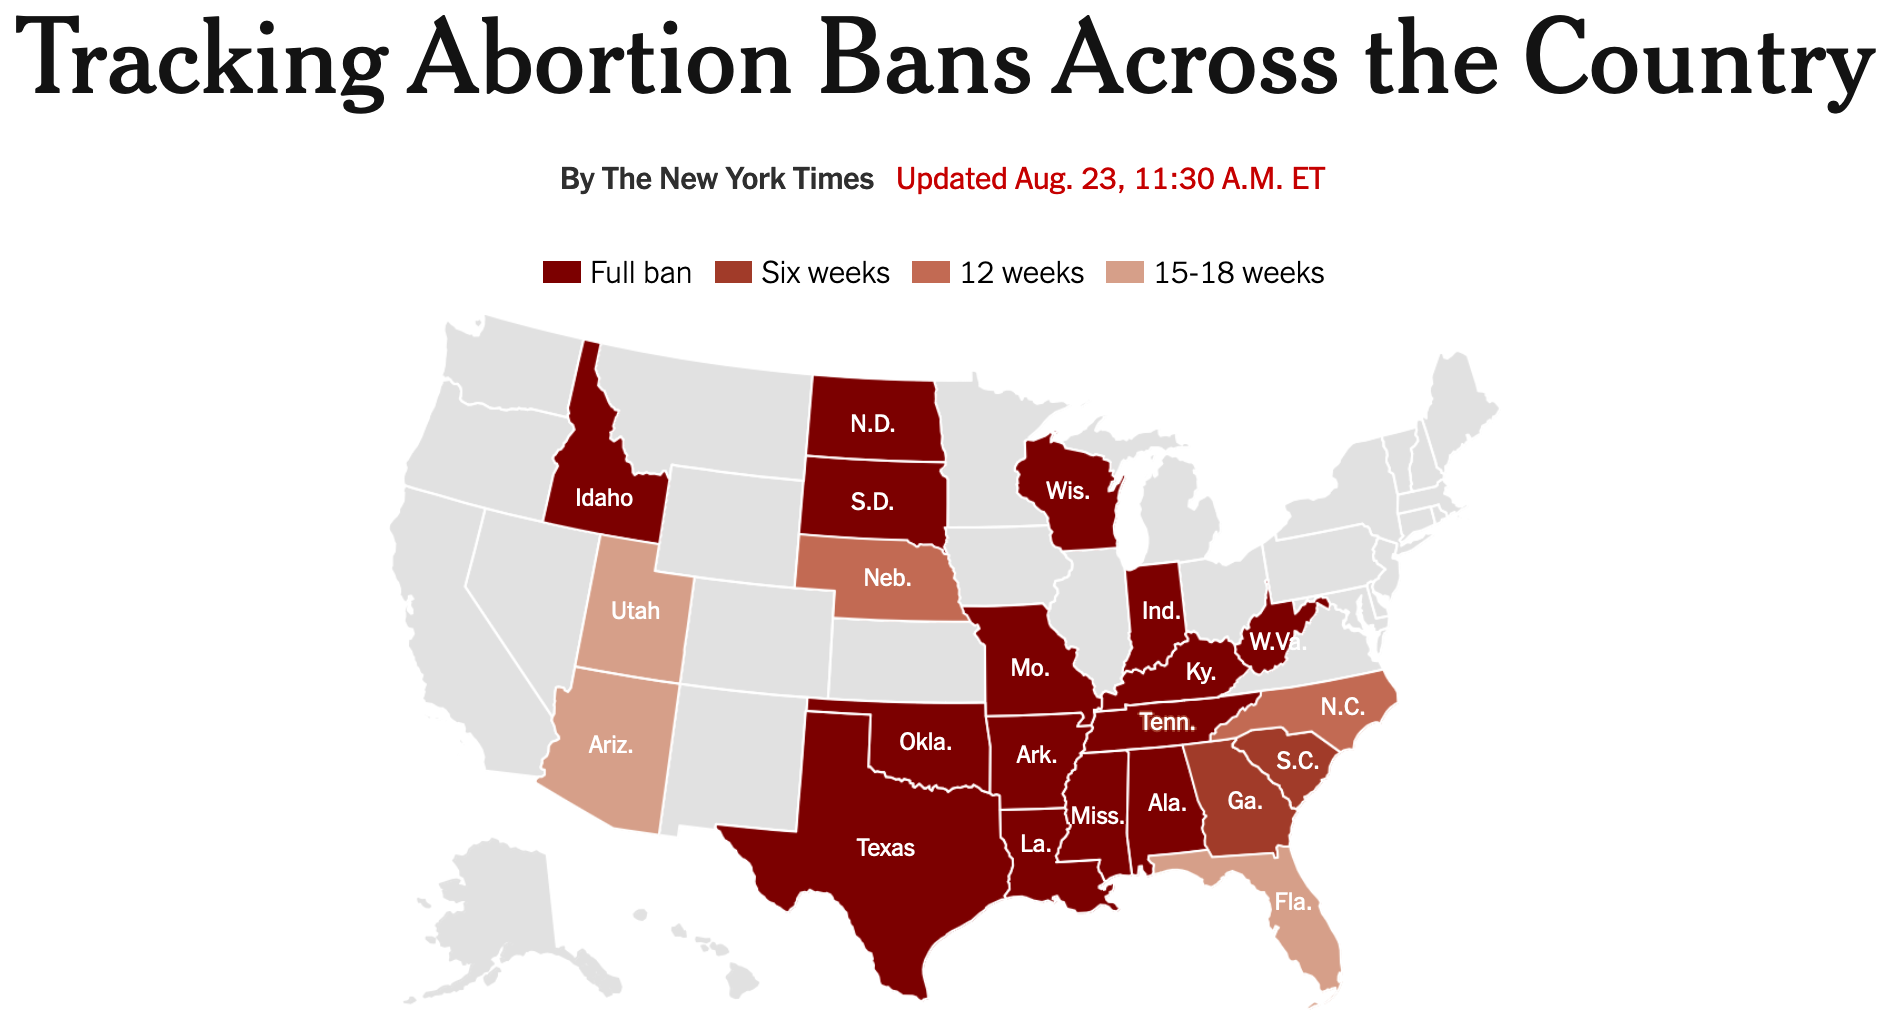 Tracking Abortion Bans Across the Country
By The New York Times Updated Aug. 23, 11:30 A.M. ET
Full ban Six weeks 12 weeks 15-18 weeks
N.D.
Wis.
Idaho
S.D.
Neb.
Utah
Ind.
W.Va.
Mo.
Ky.
N.C.
Tenn.
Okla.
Ariz.
Ark.
S.C.
Ga.
Ala.
Miss.
La.
Texas
Fla.